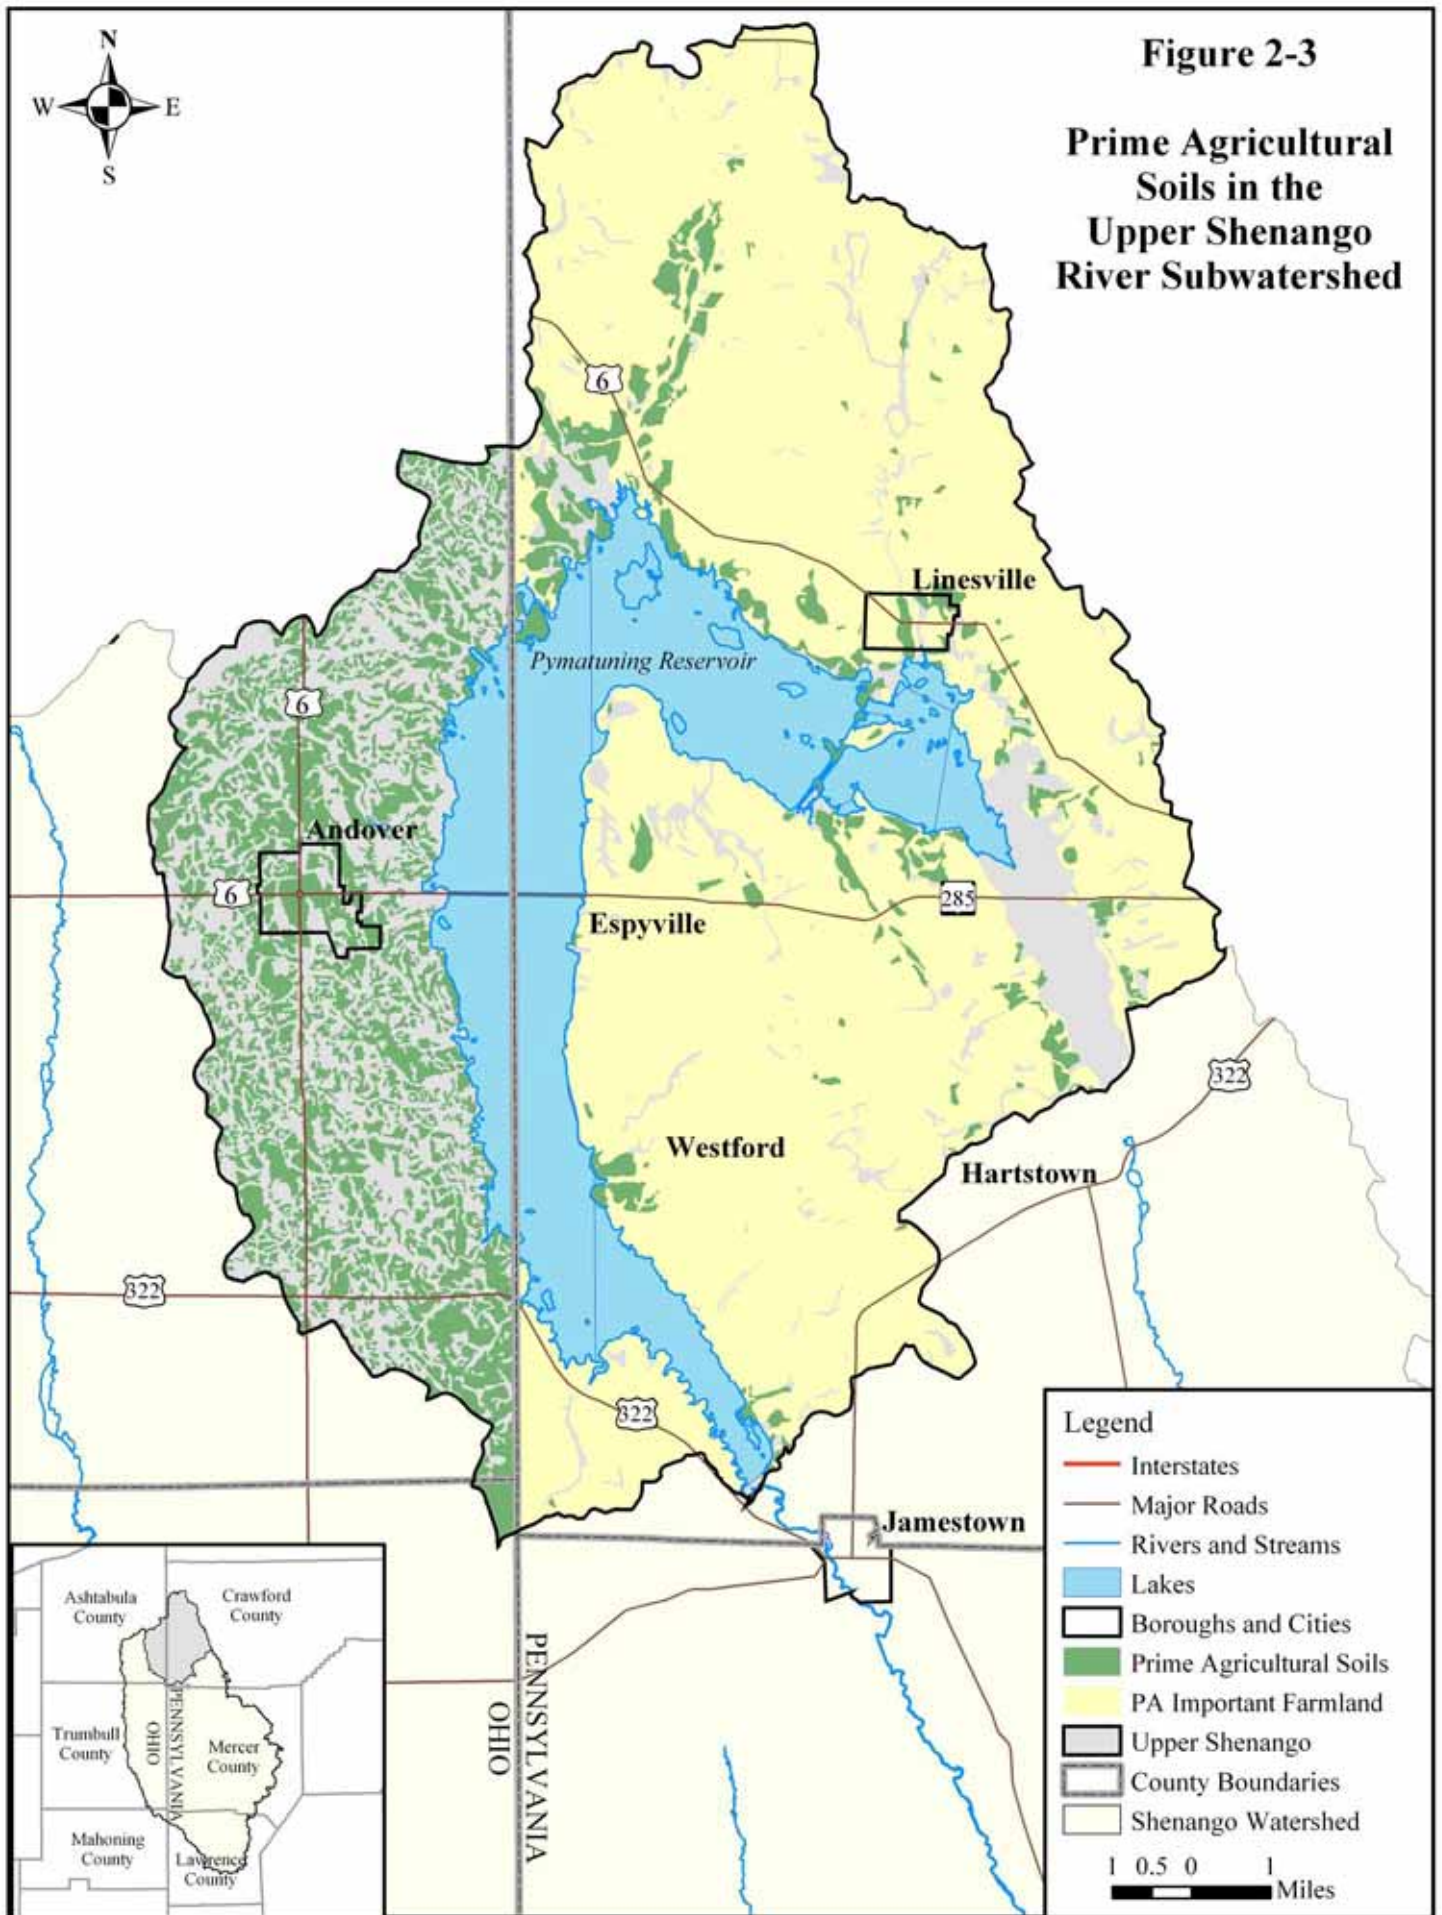 Figure 2-3
Prime Agricultural
Soils in the
Upper Shenango
River Subwatershed
N
W
E
S
6
Linesville
Pymatuning Reservoir
6
Andover
6
285
Espyville
322
Westford
Hartstown
322
322
Jamestown
PENNSYLVANIA
OHIO
Legend
Interstates
Major Roads
Rivers and Streams
Lakes
Boroughs and Cities
Prime Agricultural Soils
PA Important Farmland
Upper Shenango
County Boundaries
Shenango Watershed
1 0.5 0 1
Miles
Ashtabula
County
Crawford
County
Trumbull
County
OHIO
PENNSYLVANIA
Mercer
County
Mahoning
County
Lawrence
County